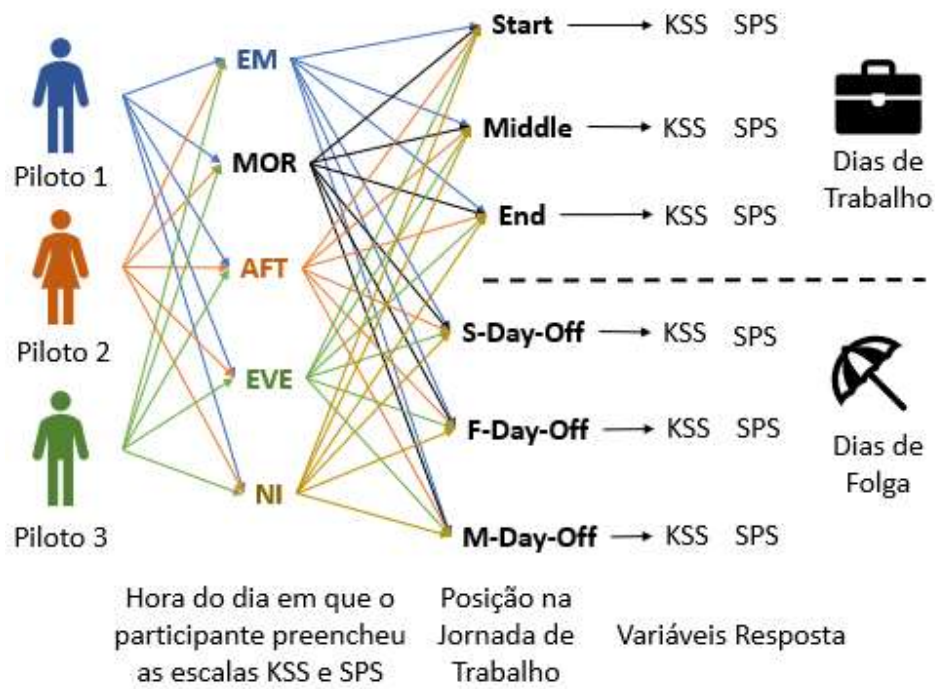 Piloto 1
Piloto 2
Piloto 3
EM
MOR
AFT
EVE
NI
Start KSS SPS
Middle KSS SPS
End KSS SPS
S-Day-Off KSS SPS
F-Day-Off KSS SPS
M-Day-Off KSS SPS
Dias de
Trabalho
Dias de
Folga
Hora do dia em que o
participante preencheu
as escalas KSS e SPS
Posição na
Jornada de
Trabalho
Variáveis Resposta